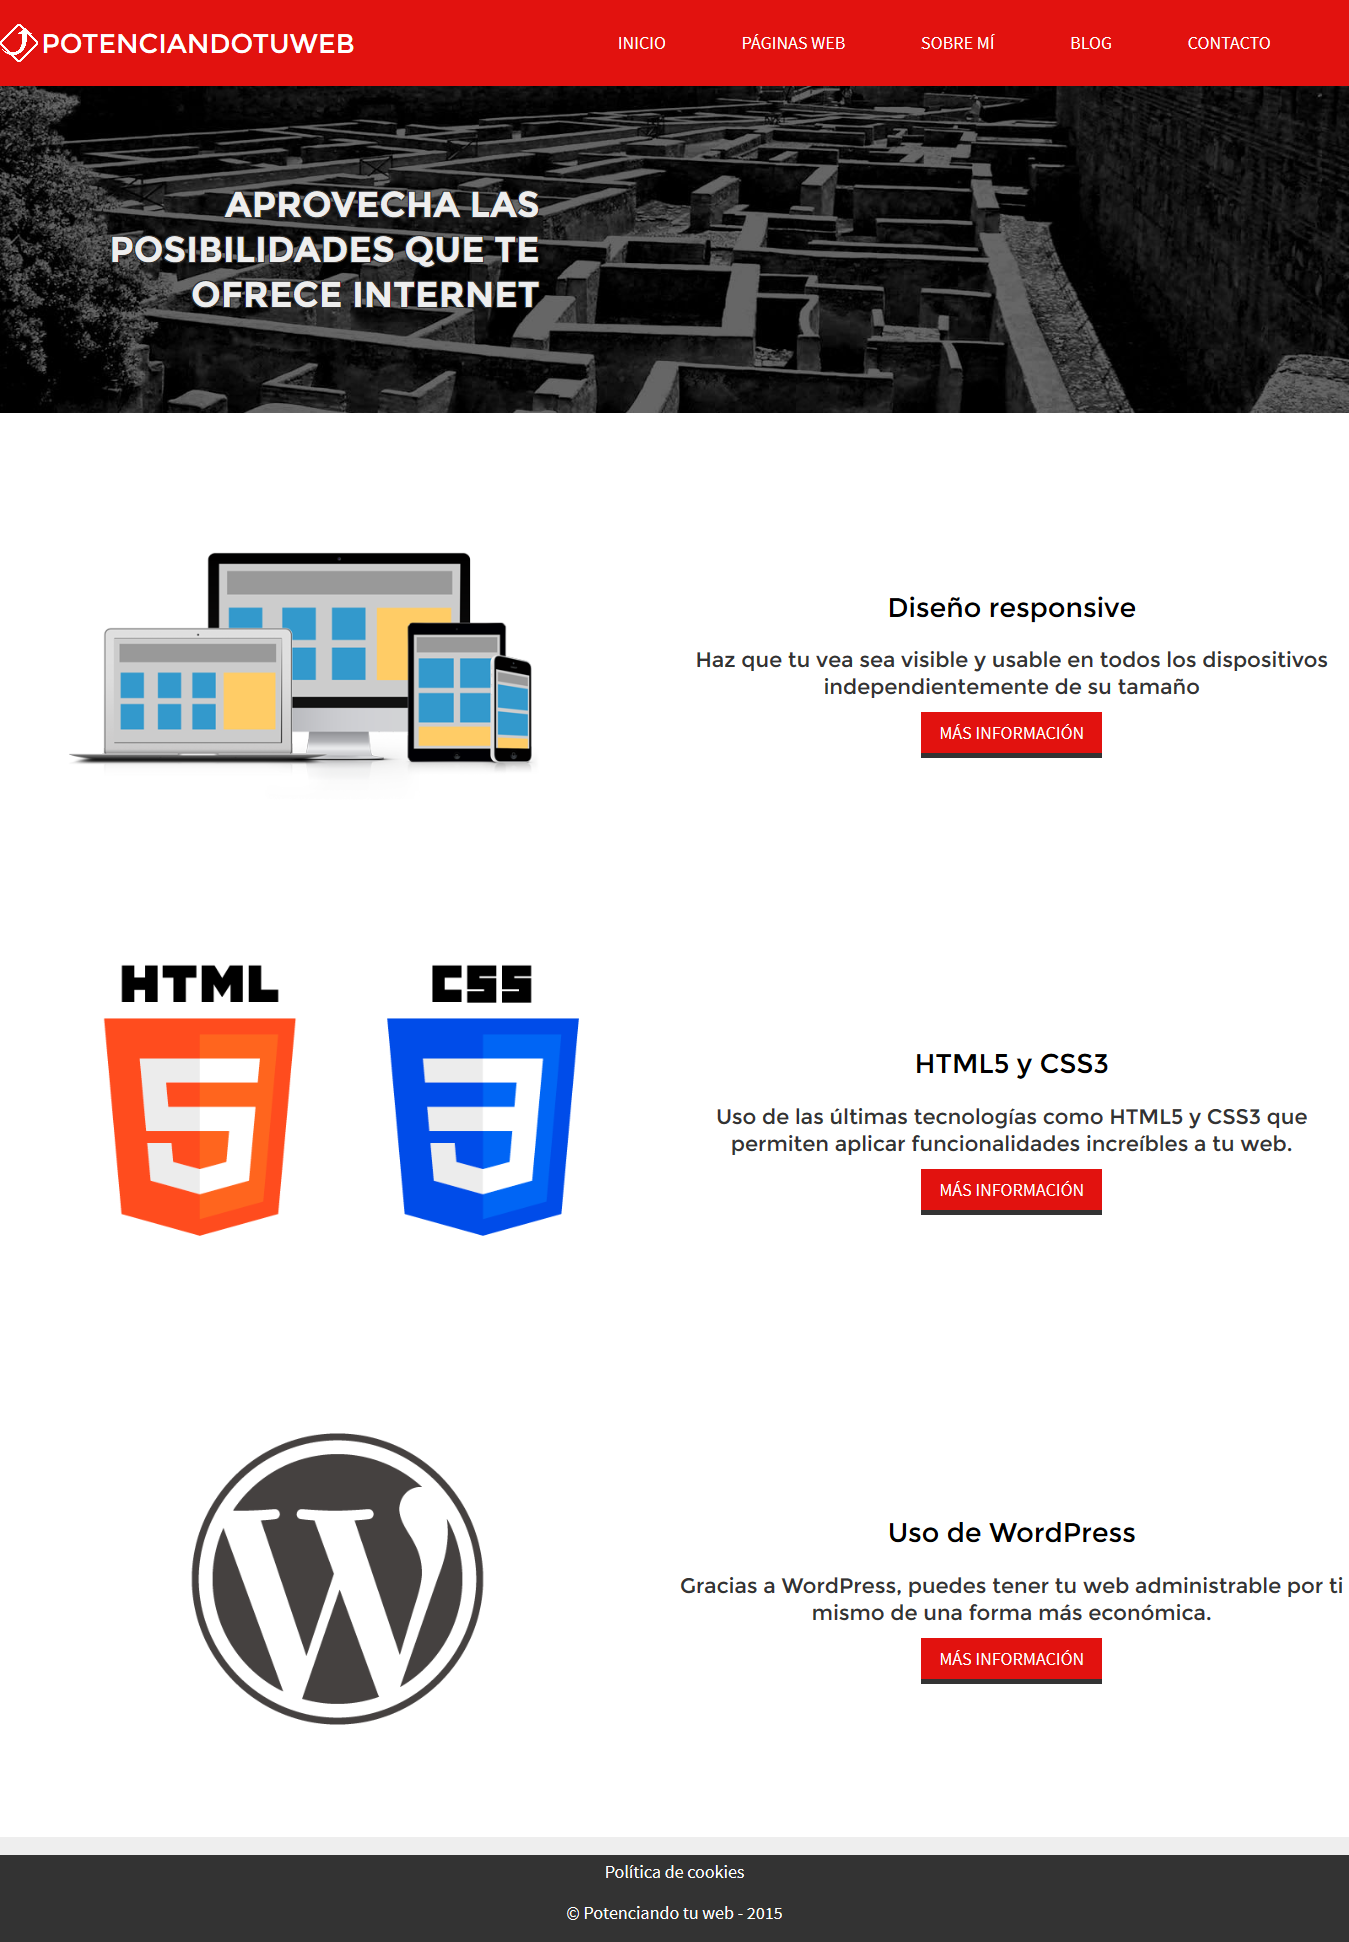 POTENCIANDOTUWEB
INICIO
PÁGINAS WEB
SOBRE MÍ
BLOG
CONTACTO
APROVECHA LAS
POSIBILIDADES QUE TE
OFRECE INTERNET
Diseño responsive
Haz que tu vea sea visible y usable en todos los dispositivos
independientemente de su tamaño
MÁS INFORMACIÓN
HTML
CSS
5
3
HTML5 y CSS3
Uso de las últimas tecnologías como HTML5 y CSS3 que
permiten aplicar funcionalidades increíbles a tu web.
MÁS INFORMACIÓN
W
Uso de WordPress
Gracias a WordPress, puedes tener tu web administrable por ti
mismo de una forma más económica.
MÁS INFORMACIÓN
Política de cookies
© Potenciando tu web - 2015